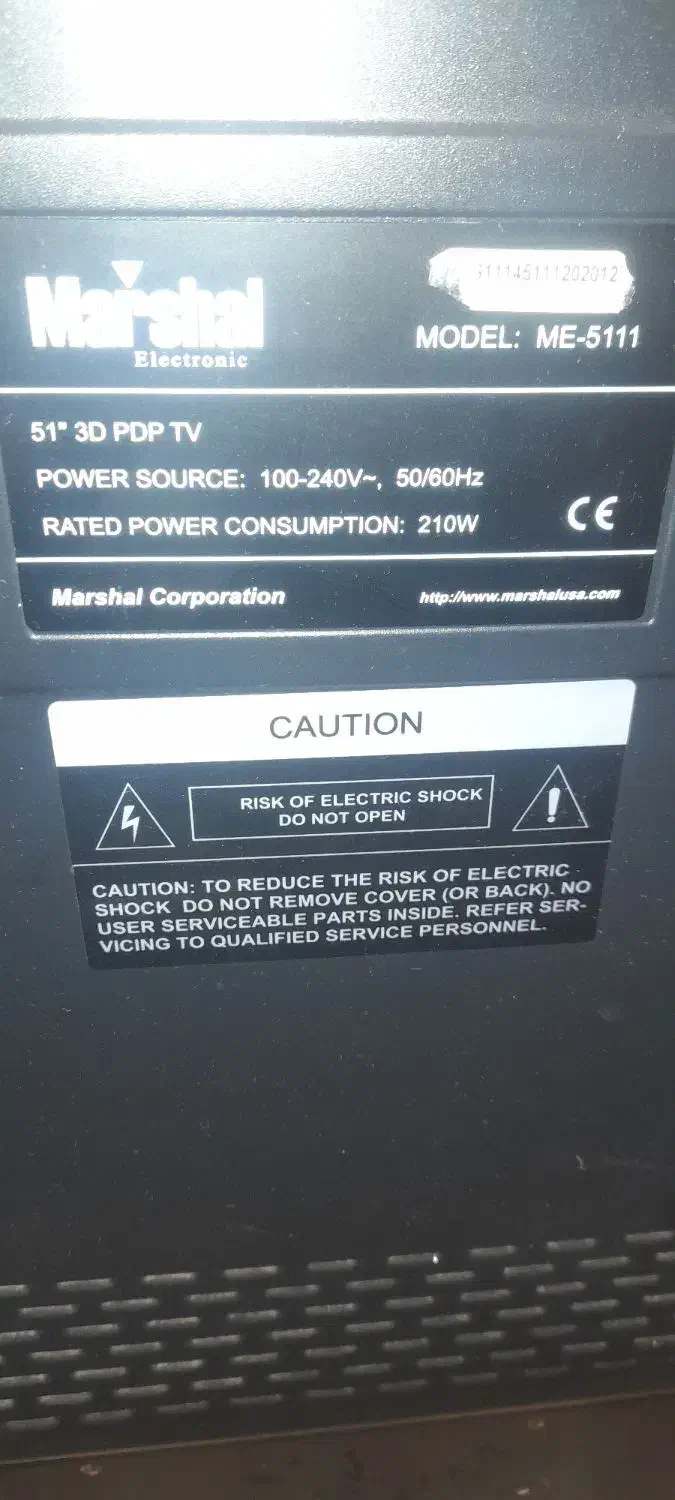 Marshal
Electronic
MODEL: ME-5111
51" 3D PDP TV
POWER SOURCE: 100-240V~, 50/60Hz
RATED POWER CONSUMPTION: 210W
CE
Marshal Corporation
http://www.marshalusa.com
CAUTION
RISK OF ELECTRIC SHOCK
DO NOT OPEN
CAUTION: TO REDUCE THE RISK OF ELECTRIC
SHOCK DO NOT REMOVE COVER (OR BACK). NO
USER SERVICEABLE PARTS INSIDE. REFER SER-
VICING TO QUALIFIED SERVICE PERSONNEL.